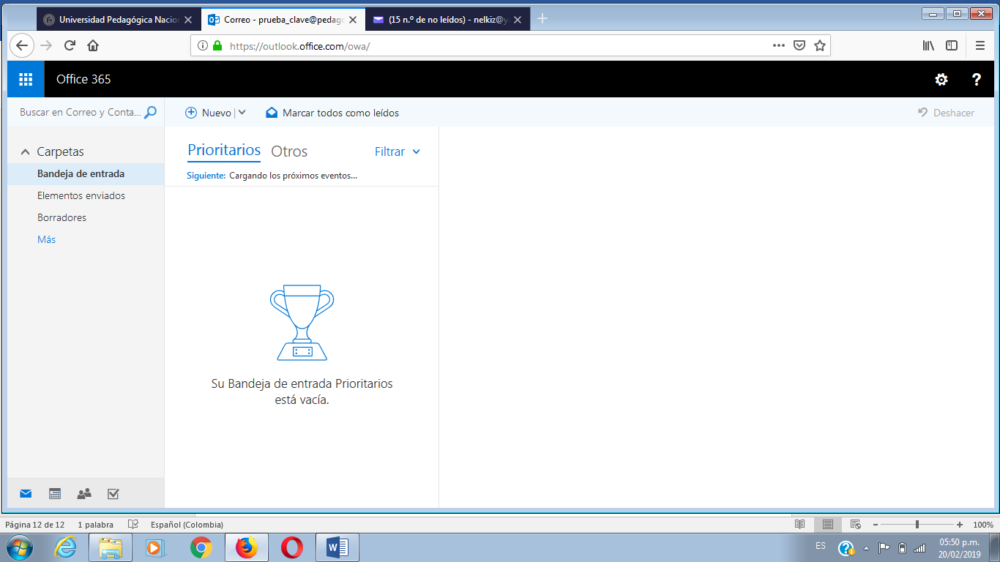 Universidad Pedagógica Nacion
Correo - prueba_clave@pedago
(15 n.º de no leídos) - nelkiz@y
https://outlook.office.com/owa/
Office 365
?
Buscar en Correo y Conta...
Nuevo
Marcar todos como leídos
Deshacer
Carpetas
Bandeja de entrada
Elementos enviados
Borradores
Más
Prioritarios
Otros
Filtrar
Siguiente: Cargando los próximos eventos...
Su Bandeja de entrada Prioritarios
está vacía.
Página 12 de 12
1 palabra
Español (Colombia)
100%
ES
05:50 p.m.
20/02/2019